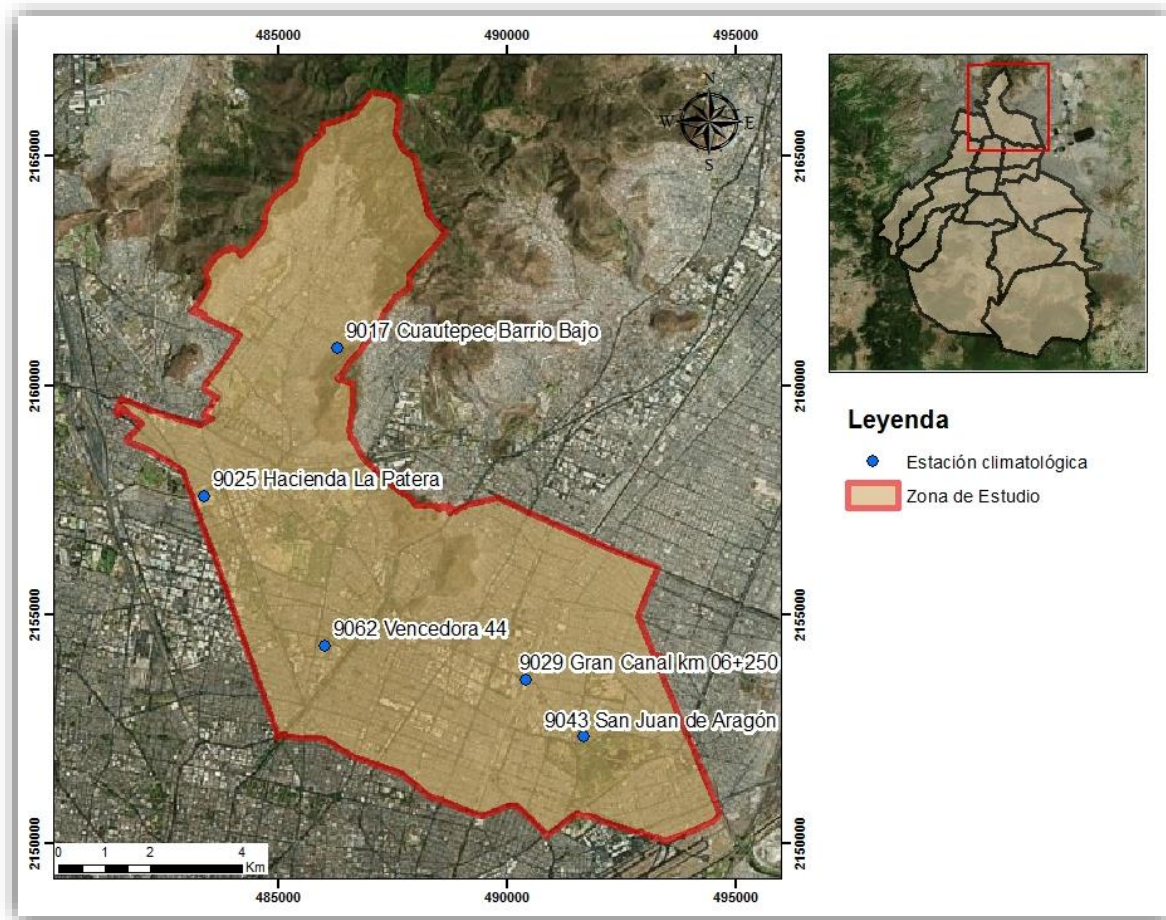 485000
490000
495000
N
W
E
S
2165000
2165000
9017 Cuautepec Barrio Bajo
2160000
2160000
9025 Hacienda La Patera
9062 Vencedora 44
2155000
2155000
9029 Gran Canal km 06+250
9043 San Juan de Aragón
2150000
2150000
0 1 2 4
Km
485000
490000
495000
Leyenda
Estación climatológica
Zona de Estudio